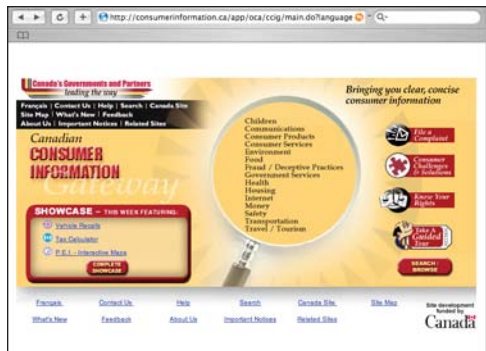 http://consumerinformation.ca/app/oca/ccig/main.do?language
Canada's Governments and Partners
leading the way
Français | Contact Us | Help | Search | Canada Site
Site Map | What's New | Feedback
About Us | Important Notices | Related Sites
Bringing you clear, concise
consumer information
Canadian
CONSUMER
INFORMATION
Gateway
Children
Communications
Consumer Products
Consumer Services
Environment
Food
Fraud / Deceptive Practices
Government Services
Health
Housing
Internet
Money
Safety
Transportation
Travel / Tourism
File a
Complaint
Consumer
Challenges
& Solutions
Know Your
Rights
Take A
Guided
Tour
SEARCH /
BROWSE
SHOWCASE – THIS WEEK FEATURING:
Vehicle Recalls
Tax Calculator
P.E.I. - Interactive Maps
COMPLETE
SHOWCASE
Français Contact Us Help Search Canada Site Site Map
What's New Feedback About Us Important Notices Related Sites
Site development
funded by
Canada